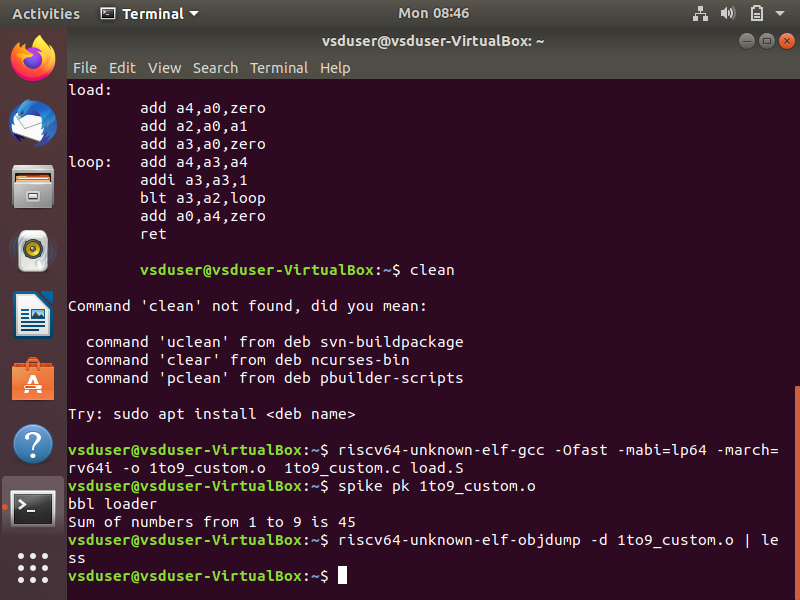 Activities Terminal Mon 08:46
vsduser@vsduser-VirtualBox: ~
File Edit View Search Terminal Help
load:
add a4,a0,zero
add a2,a0,a1
add a3,a0,zero
loop: add a4,a3,a4
addi a3,a3,1
blt a3,a2,loop
add a0,a4,zero
ret
vsduser@vsduser-VirtualBox:~$ clean
Command 'clean' not found, did you mean:
command 'uclean' from deb svn-buildpackage
command 'clear' from deb ncurses-bin
command 'pclean' from deb pbuilder-scripts
Try: sudo apt install <deb name>
vsduser@vsduser-VirtualBox:~$ riscv64-unknown-elf-gcc -Ofast -mabi=lp64 -march=
rv64i -o 1to9_custom.o 1to9_custom.c load.S
vsduser@vsduser-VirtualBox:~$ spike pk 1to9_custom.o
bbl loader
Sum of numbers from 1 to 9 is 45
vsduser@vsduser-VirtualBox:~$ riscv64-unknown-elf-objdump -d 1to9_custom.o | le
ss
vsduser@vsduser-VirtualBox:~$